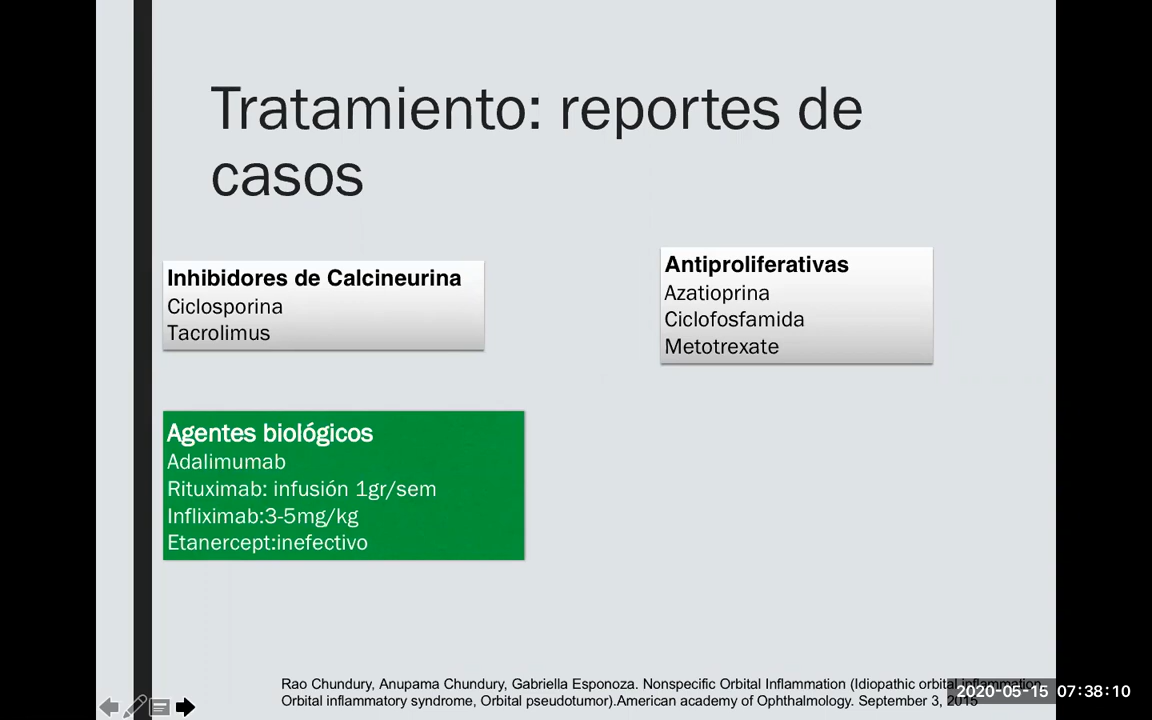 Tratamiento: reportes de
casos
Inhibidores de Calcineurina
Ciclosporina
Tacrolimus
Antiproliferativas
Azatioprina
Ciclofosfamida
Metotrexate
Agentes biológicos
Adalimumab
Rituximab: infusión 1gr/sem
Infliximab:3-5mg/kg
Etanercept:inefectivo
Rao Chundury, Anupama Chundury, Gabriella Esponoza. Nonspecific Orbital Inflammation (Idiopathic orbital inflammation,
Orbital inflammatory syndrome, Orbital pseudotumor).American academy of Ophthalmology. September 3, 2015
2020-05-15 07:38:10